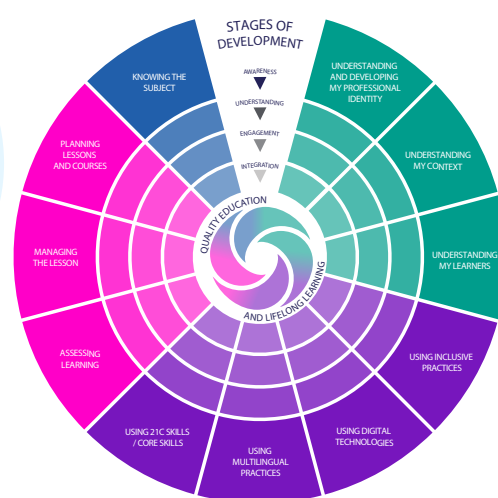 STAGES OF
DEVELOPMENT
AWARENESS
UNDERSTANDING
ENGAGEMENT
INTEGRATION
UNDERSTANDING
AND DEVELOPING
MY PROFESSIONAL
IDENTITY
UNDERSTANDING
MY CONTEXT
UNDERSTANDING
MY LEARNERS
USING INCLUSIVE
PRACTICES
USING DIGITAL
TECHNOLOGIES
USING
MULTILINGUAL
PRACTICES
USING 21C SKILLS
/ CORE SKILLS
ASSESSING
LEARNING
MANAGING
THE LESSON
PLANNING
LESSONS
AND COURSES
KNOWING THE
SUBJECT
QUALITY EDUCATION
AND LIFELONG LEARNING